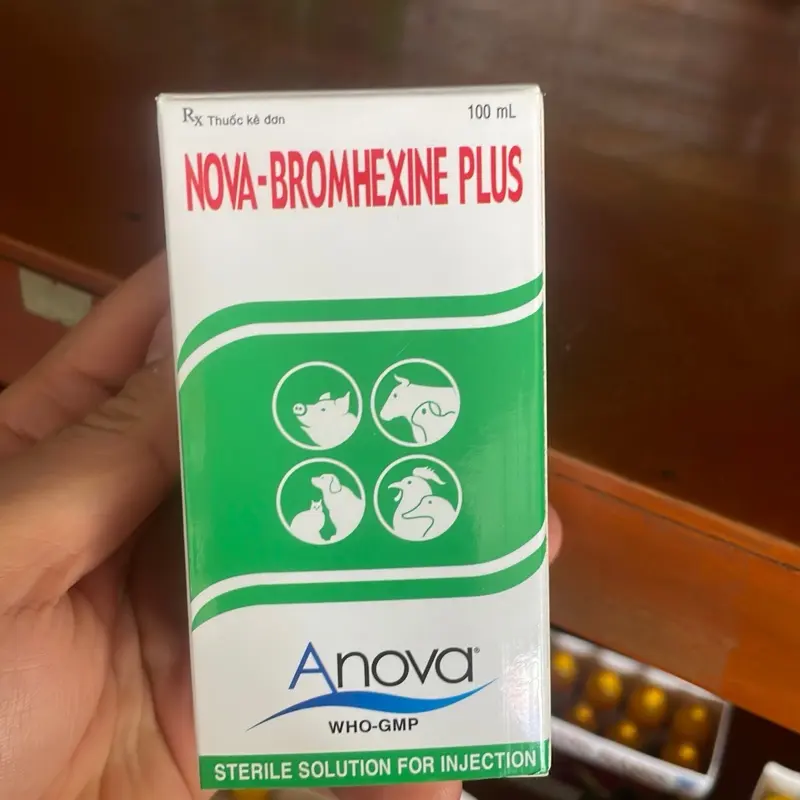 Rx Thuốc kê đơn
100 mL
NOVA-BROMHEXINE PLUS
Anova®
WHO-GMP
STERILE SOLUTION FOR INJECTION